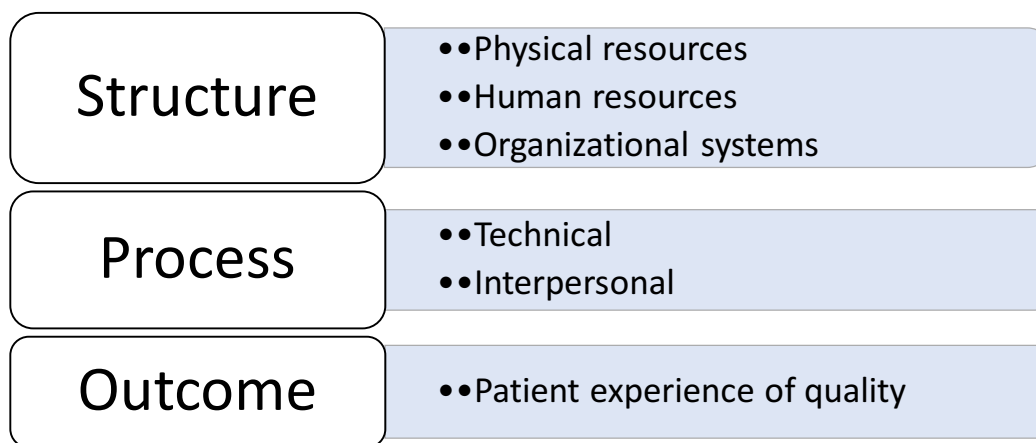 Structure
••Physical resources
••Human resources
••Organizational systems
Process
••Technical
••Interpersonal
Outcome
••Patient experience of quality